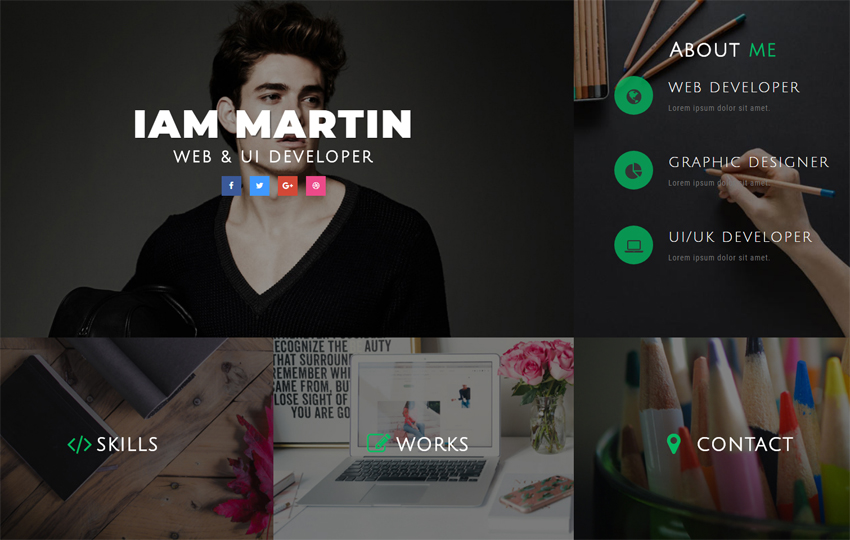 IAM MARTIN
WEB & UI DEVELOPER
ABOUT ME
WEB DEVELOPER
Lorem ipsum dolor sit amet.
GRAPHIC DESIGNER
Lorem ipsum dolor sit amet.
UI/UK DEVELOPER
Lorem ipsum dolor sit amet.
ECOGNIZE THE AUTY
THAT SURROUN
REMEMBER WH
AME FROM, BU
LOSE SIGHT OF
YOU ARE GO
SKILLS
WORKS
CONTACT